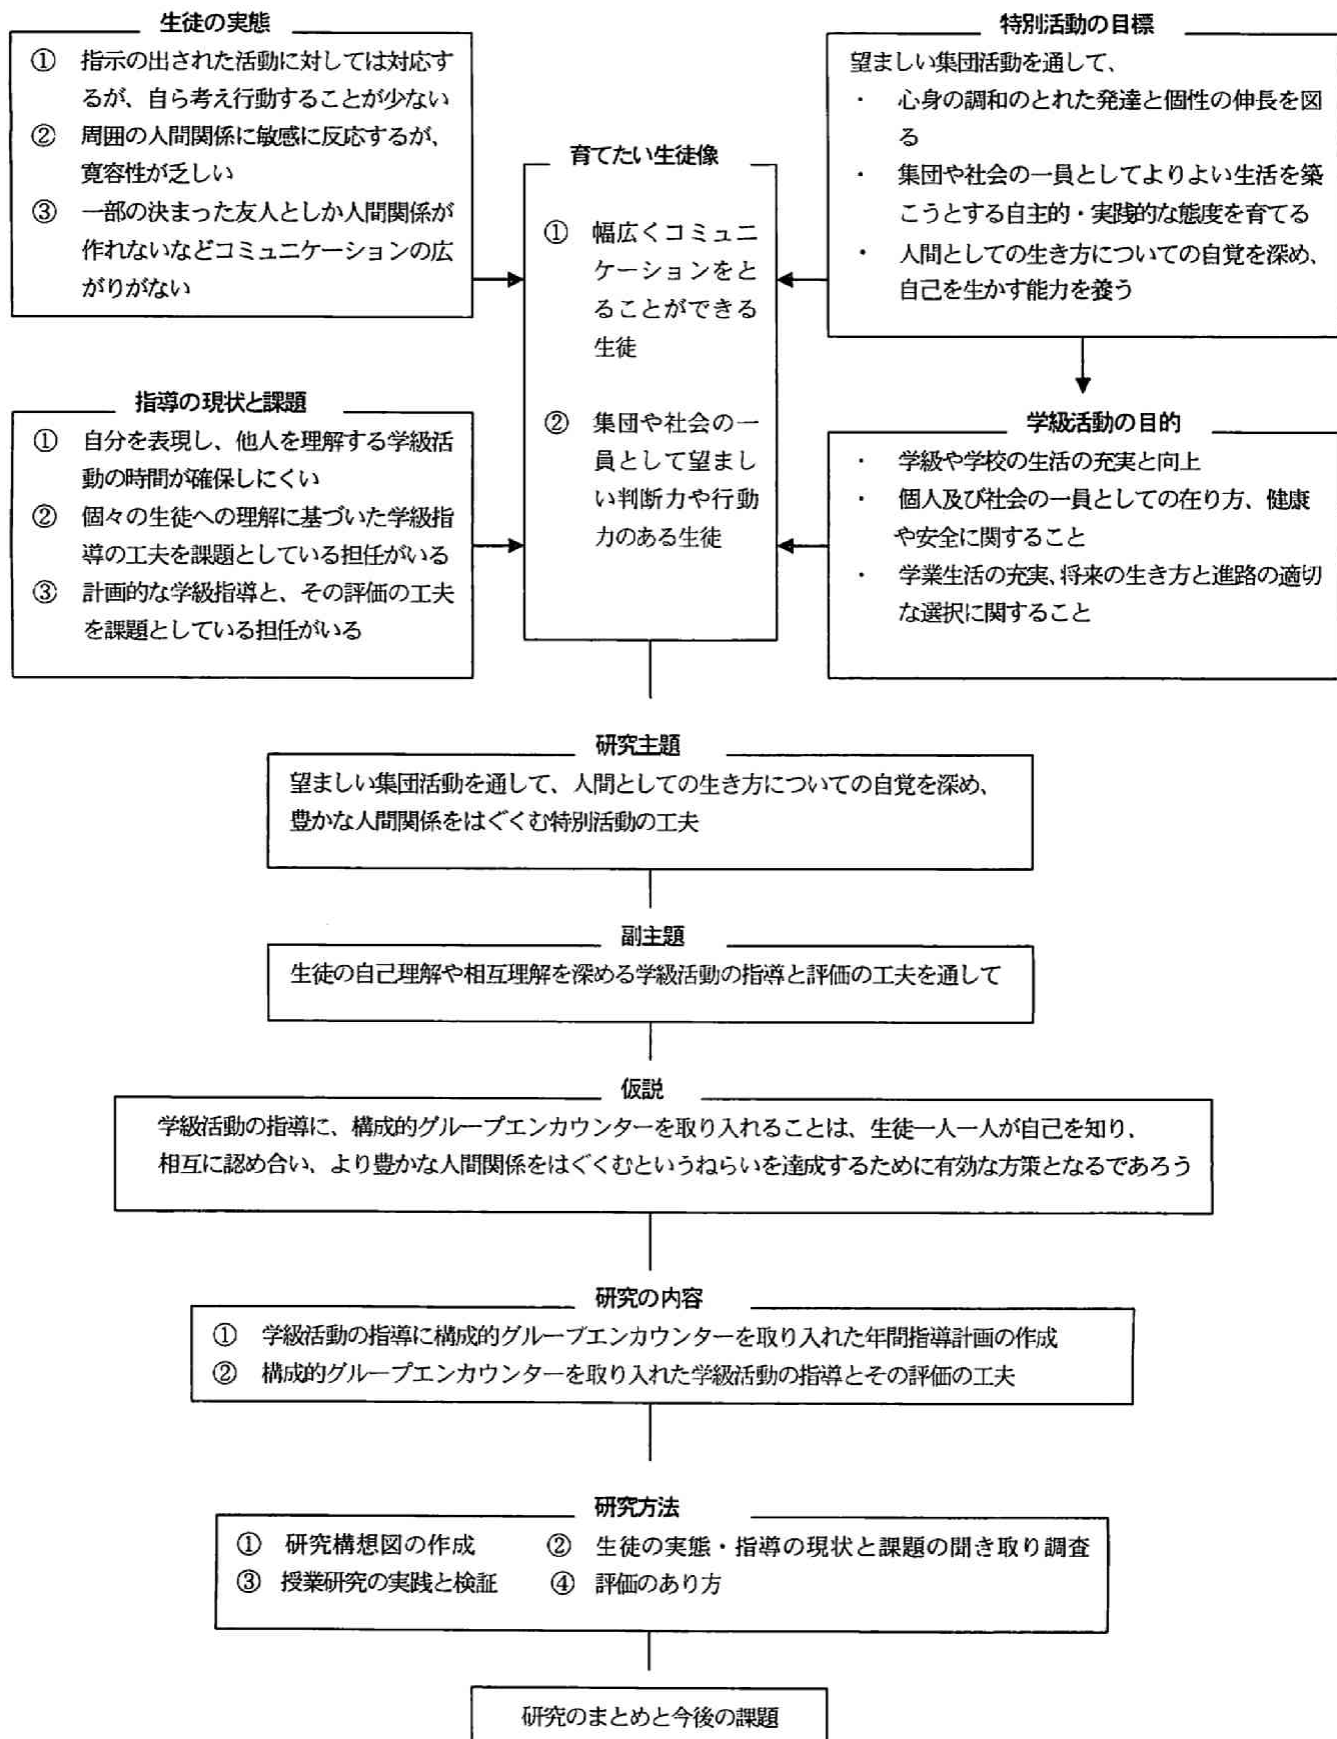 生徒の実態
① 指示の出された活動に対しては対応す
るが、自ら考え行動することが少ない
② 周囲の人間関係に敏感に反応するが、
寛容性が乏しい
③ 一部の決まった友人としか人間関係が
作れないなどコミュニケーションの広
がりがない
指導の現状と課題
① 自分を表現し、他人を理解する学級活
動の時間が確保しにくい
② 個々の生徒への理解に基づいた学級指
導の工夫を課題としている担任がいる
③ 計画的な学級指導と、その評価の工夫
を課題としている担任がいる
育てたい生徒像
① 幅広くコミュニ
ケーションをと
ることができる
生徒
② 集団や社会の一
員として望まし
い判断力や行動
力のある生徒
特別活動の目標
望ましい集団活動を通して、
・ 心身の調和のとれた発達と個性の伸長を図
る
・ 集団や社会の一員としてよりよい生活を築
こうとする自主的・実践的な態度を育てる
・ 人間としての生き方についての自覚を深め、
自己を生かす能力を養う
学級活動の目的
・ 学級や学校の生活の充実と向上
・ 個人及び社会の一員としての在り方、健康
や安全に関すること
・ 学業生活の充実、将来の生き方と進路の適切
な選択に関すること
研究主題
望ましい集団活動を通して、人間としての生き方についての自覚を深め、
豊かな人間関係をはぐくむ特別活動の工夫
副主題
生徒の自己理解や相互理解を深める学級活動の指導と評価の工夫を通して
仮説
学級活動の指導に、構成的グループエンカウンターを取り入れることは、生徒一人一人が自己を知り、
相互に認め合い、より豊かな人間関係をはぐくむというねらいを達成するために有効な方策となるであろう
研究の内容
① 学級活動の指導に構成的グループエンカウンターを取り入れた年間指導計画の作成
② 構成的グループエンカウンターを取り入れた学級活動の指導とその評価の工夫
研究方法
① 研究構想図の作成 ② 生徒の実態・指導の現状と課題の聞き取り調査
③ 授業研究の実践と検証 ④ 評価のあり方
研究のまとめと今後の課題